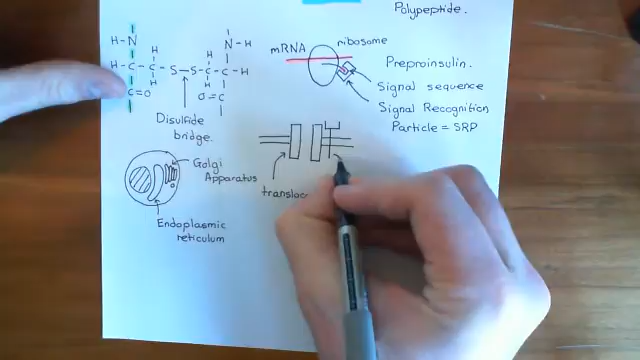 Polypeptide.
H-N
H
H-C-C-S-S-C-C-H
H
C=O
N-H
H
O=C
Disulfide
bridge.
mRNA
ribosome
Preproinsulin.
Signal sequence
Signal Recognition
Particle = SRP
Golgi
Apparatus
Endoplasmic
reticulum